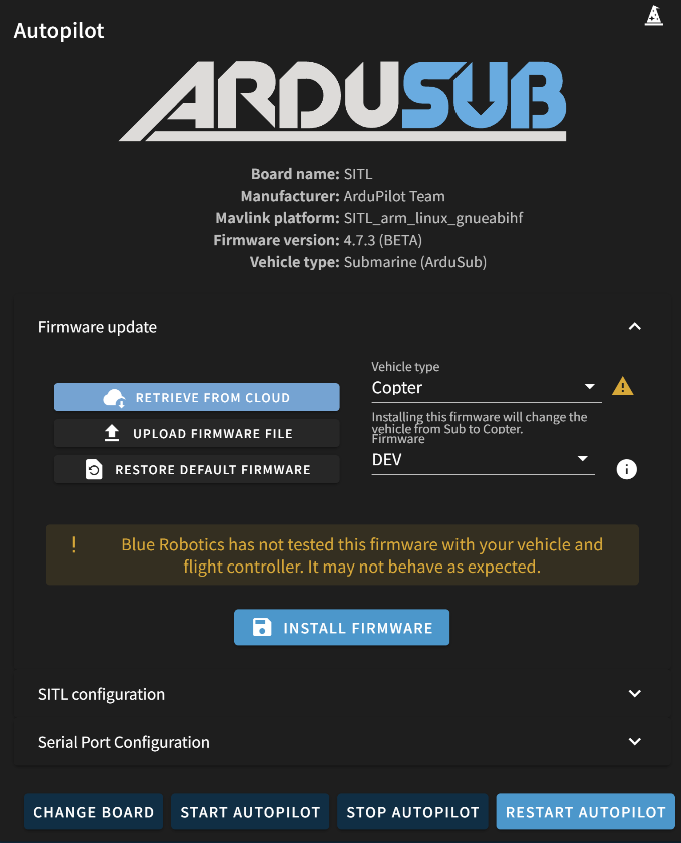 Autopilot
ARDUSUB
Board name: SITL
Manufacturer: ArduPilot Team
Mavlink platform: SITL_arm_linux_gnueabihf
Firmware version: 4.7.3 (BETA)
Vehicle type: Submarine (ArduSub)
Firmware update
RETRIEVE FROM CLOUD
UPLOAD FIRMWARE FILE
RESTORE DEFAULT FIRMWARE
Vehicle type
Copter
Installing this firmware will change the
vehicle from Sub to Copter.
Firmware
DEV
! Blue Robotics has not tested this firmware with your vehicle and
flight controller. It may not behave as expected.
INSTALL FIRMWARE
SITL configuration
Serial Port Configuration
CHANGE BOARD START AUTOPILOT STOP AUTOPILOT RESTART AUTOPILOT